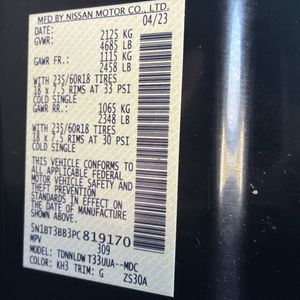 MFD BY NISSAN MOTOR CO., LTD.
DATE: 04/23
GVWR: 2125 KG
4685 LB
GAWR FR.: 1115 KG
2458 LB
WITH 235/60R18 TIRES
18 x 7.5 RIMS AT 33 PSI
COLD SINGLE
GAWR RR.: 1065 KG
2348 LB
WITH 235/60R18 TIRES
18 x 7.5 RIMS AT 30 PSI
COLD SINGLE
THIS VEHICLE CONFORMS TO
ALL APPLICABLE FEDERAL
MOTOR VEHICLE SAFETY
STANDARDS IN EFFECT ON
THE DATE OF MANUFACTURE
SHOWN ABOVE.
5N1BT3BB3PC819170
MPV 309
MODEL: TDNNLDW T33UUA--MDC
COLOR: KH3 TRIM: G ZS30A